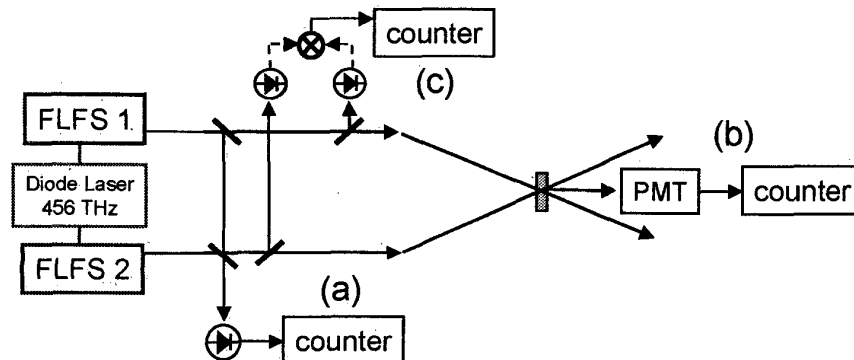 counter
(c)
FLFS 1
Diode Laser
456 THz
FLFS 2
(b)
PMT
counter
(a)
counter